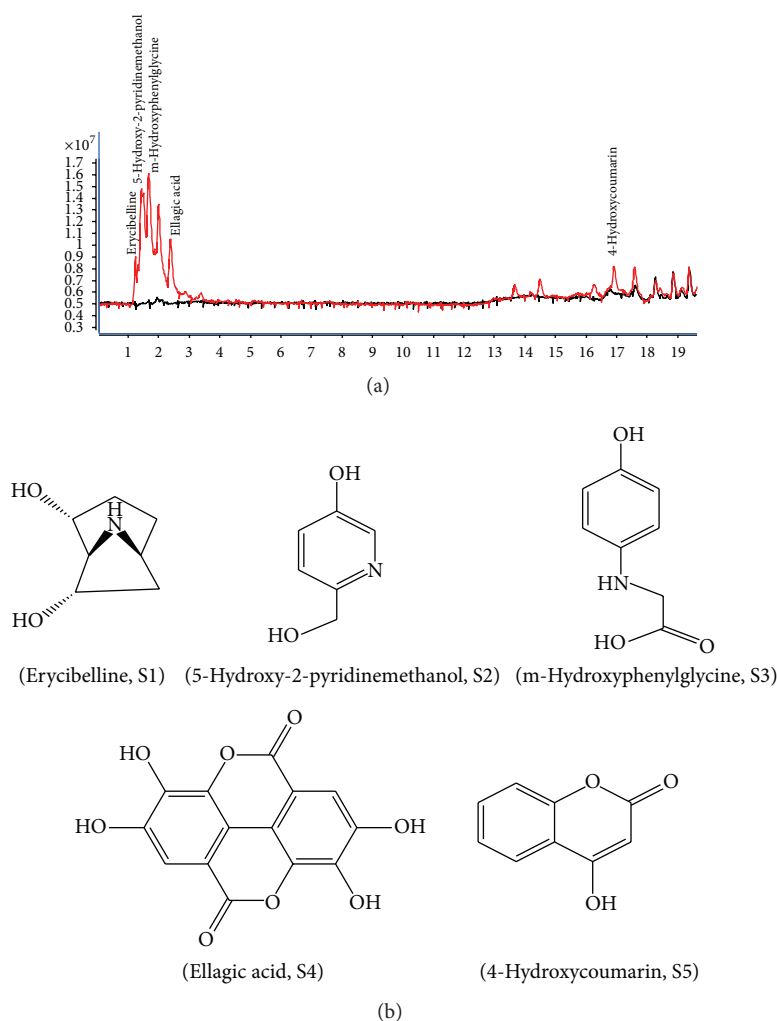 Erycibelline
5-Hydroxy-2-pyridinemethanol
m-Hydroxyphenylglycine
Ellagic acid
4-Hydroxycoumarin
×10⁷
1.7
1.6
1.5
1.4
1.3
1.2
1.1
1
0.9
0.8
0.7
0.6
0.5
0.4
0.3
1 2 3 4 5 6 7 8 9 10 11 12 13 14 15 16 17 18 19
(a)
HO
H
N
HO
(Erycibelline, S1)
OH
N
HO
(5-Hydroxy-2-pyridinemethanol, S2)
OH
HN
HO
O
(m-Hydroxyphenylglycine, S3)
O
HO
O
HO
OH
O
OH
O
(Ellagic acid, S4)
O
O
OH
(4-Hydroxycoumarin, S5)
(b)